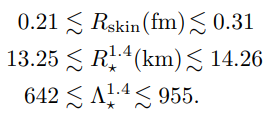 0.21 ≲ R_skin(fm) ≲ 0.31
13.25 ≲ R_⋆^1.4(km) ≲ 14.26
642 ≲ Λ_⋆^1.4 ≲ 955.